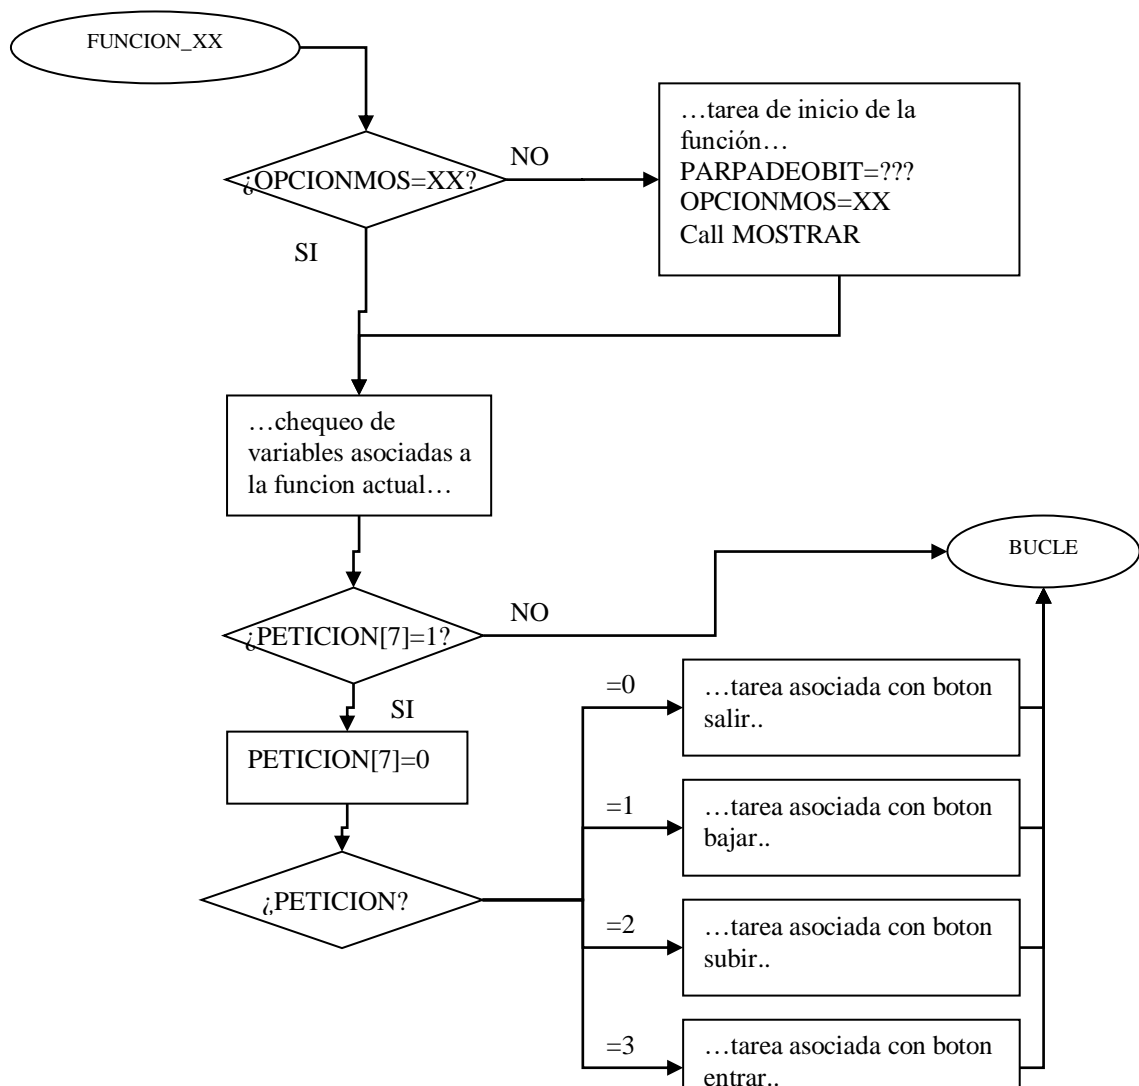 FUNCION_XX
…tarea de inicio de la
función…
PARPADEOBIT=???
OPCIONMOS=XX
Call MOSTRAR
NO
¿OPCIONMOS=XX?
SI
…chequeo de
variables asociadas a
la funcion actual…
BUCLE
NO
¿PETICION[7]=1?
=0
…tarea asociada con boton
salir..
SI
PETICION[7]=0
=1
…tarea asociada con boton
bajar..
¿PETICION?
=2
…tarea asociada con boton
subir..
=3
…tarea asociada con boton
entrar..